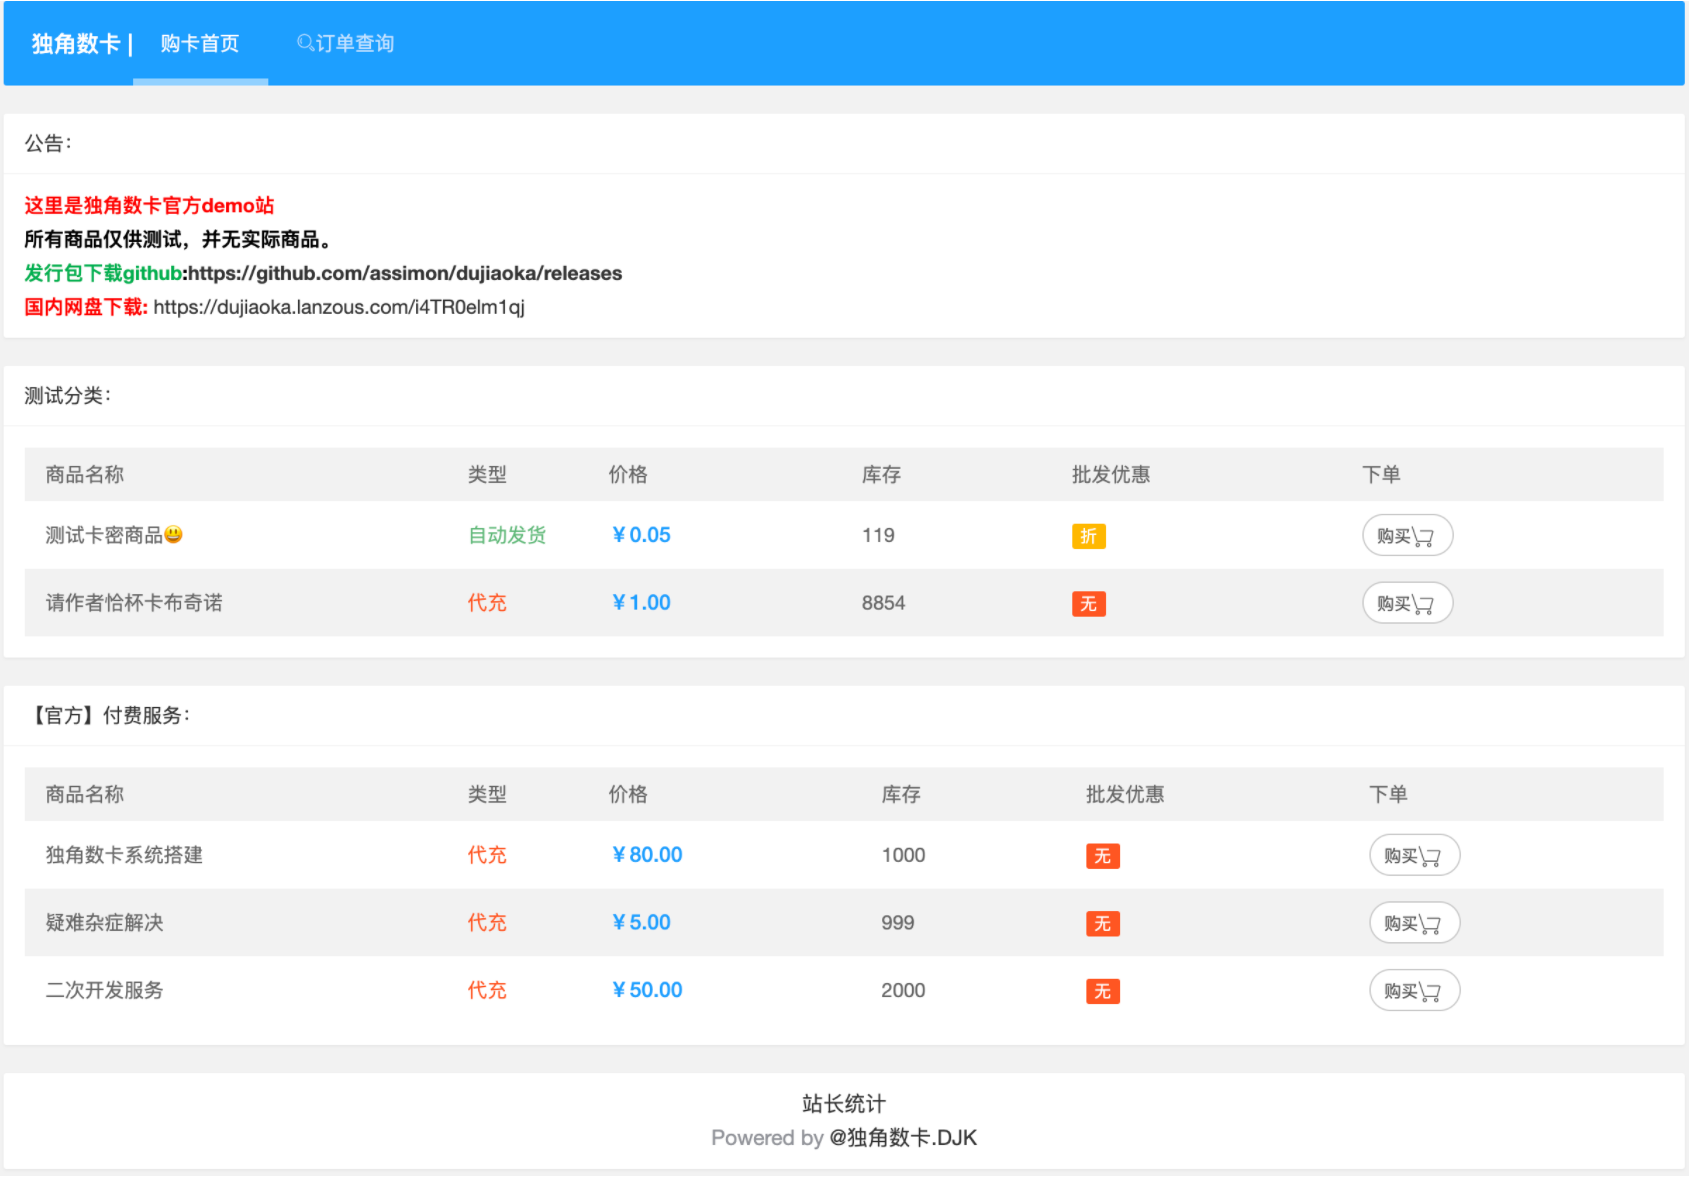 独角数卡 | 购卡首页 订单查询
公告：
这里是独角数卡官方demo站
所有商品仅供测试，并无实际商品。
发行包下载github:https://github.com/assimon/dujiaoka/releases
国内网盘下载: https://dujiaoka.lanzous.com/i4TR0elm1qj
测试分类：
商品名称 类型 价格 库存 批发优惠 下单
测试卡密商品😃 自动发货 ¥0.05 119 折 购买
请作者恰杯卡布奇诺 代充 ¥1.00 8854 无 购买
【官方】付费服务：
商品名称 类型 价格 库存 批发优惠 下单
独角数卡系统搭建 代充 ¥80.00 1000 无 购买
疑难杂症解决 代充 ¥5.00 999 无 购买
二次开发服务 代充 ¥50.00 2000 无 购买
站长统计
Powered by @独角数卡.DJK